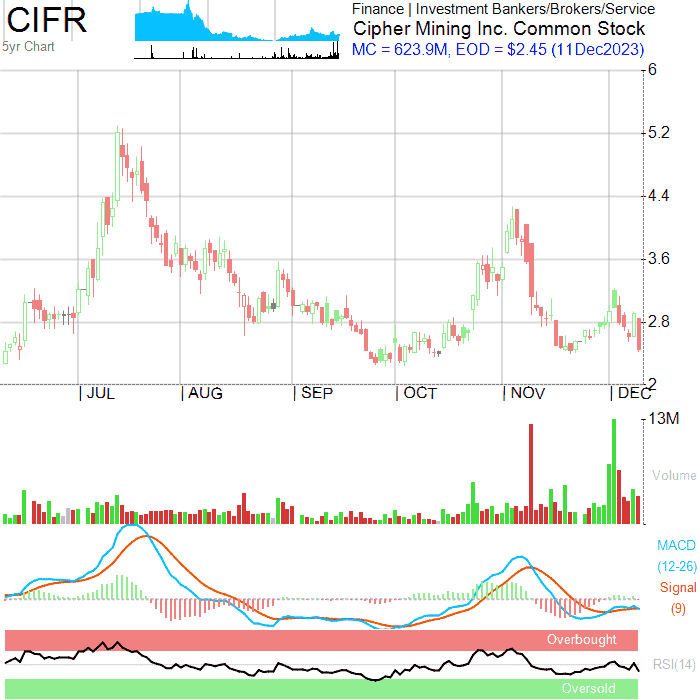 CIFR
5yr Chart
Finance | Investment Bankers/Brokers/Service
Cipher Mining Inc. Common Stock
MC = 623.9M, EOD = $2.45 (11Dec2023)
6
5.2
4.4
3.6
2.8
2
JUL AUG SEP OCT NOV DEC
13M
Volume
MACD
(12-26)
Signal
(9)
Overbought
RSI(14)
Oversold